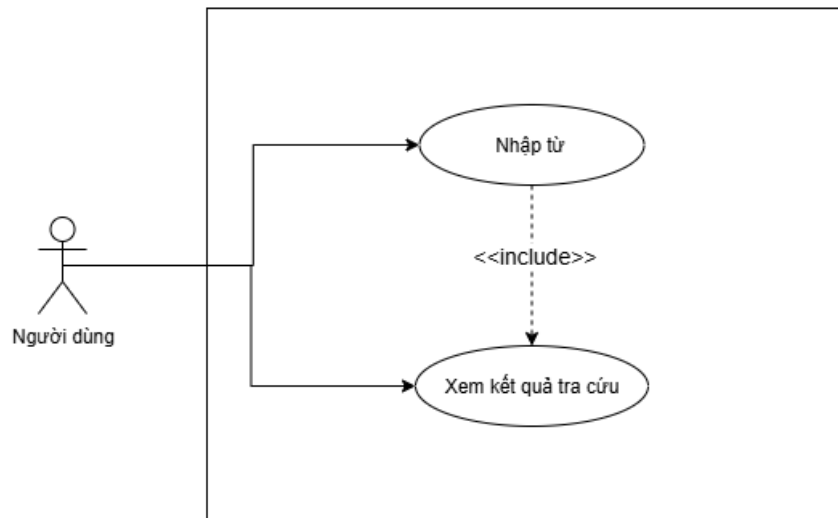 Nhập từ
<<include>>
Người dùng
Xem kết quả tra cứu